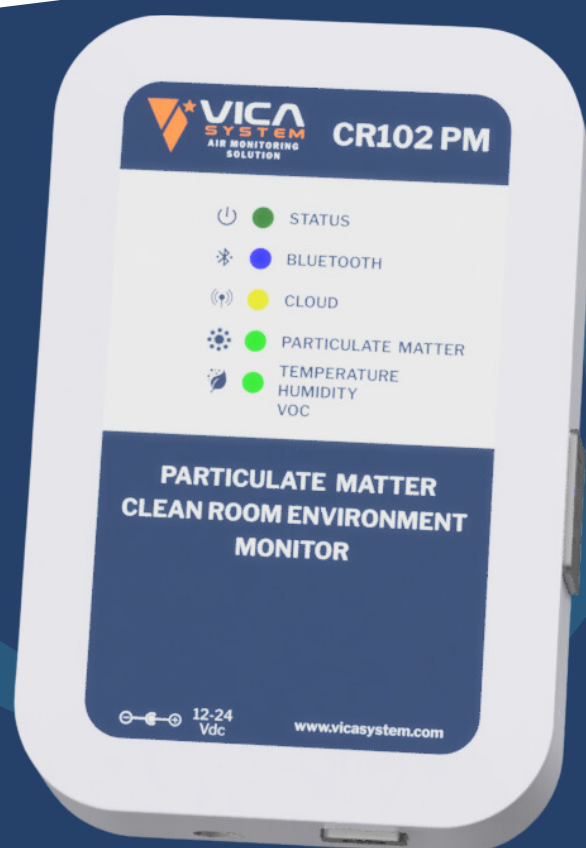 VICA
SYSTEM
AIR MONITORING
SOLUTION
CR102 PM
STATUS
BLUETOOTH
CLOUD
PARTICULATE MATTER
TEMPERATURE
HUMIDITY
VOC
PARTICULATE MATTER
CLEAN ROOM ENVIRONMENT
MONITOR
12-24
Vdc
www.vicasystem.com